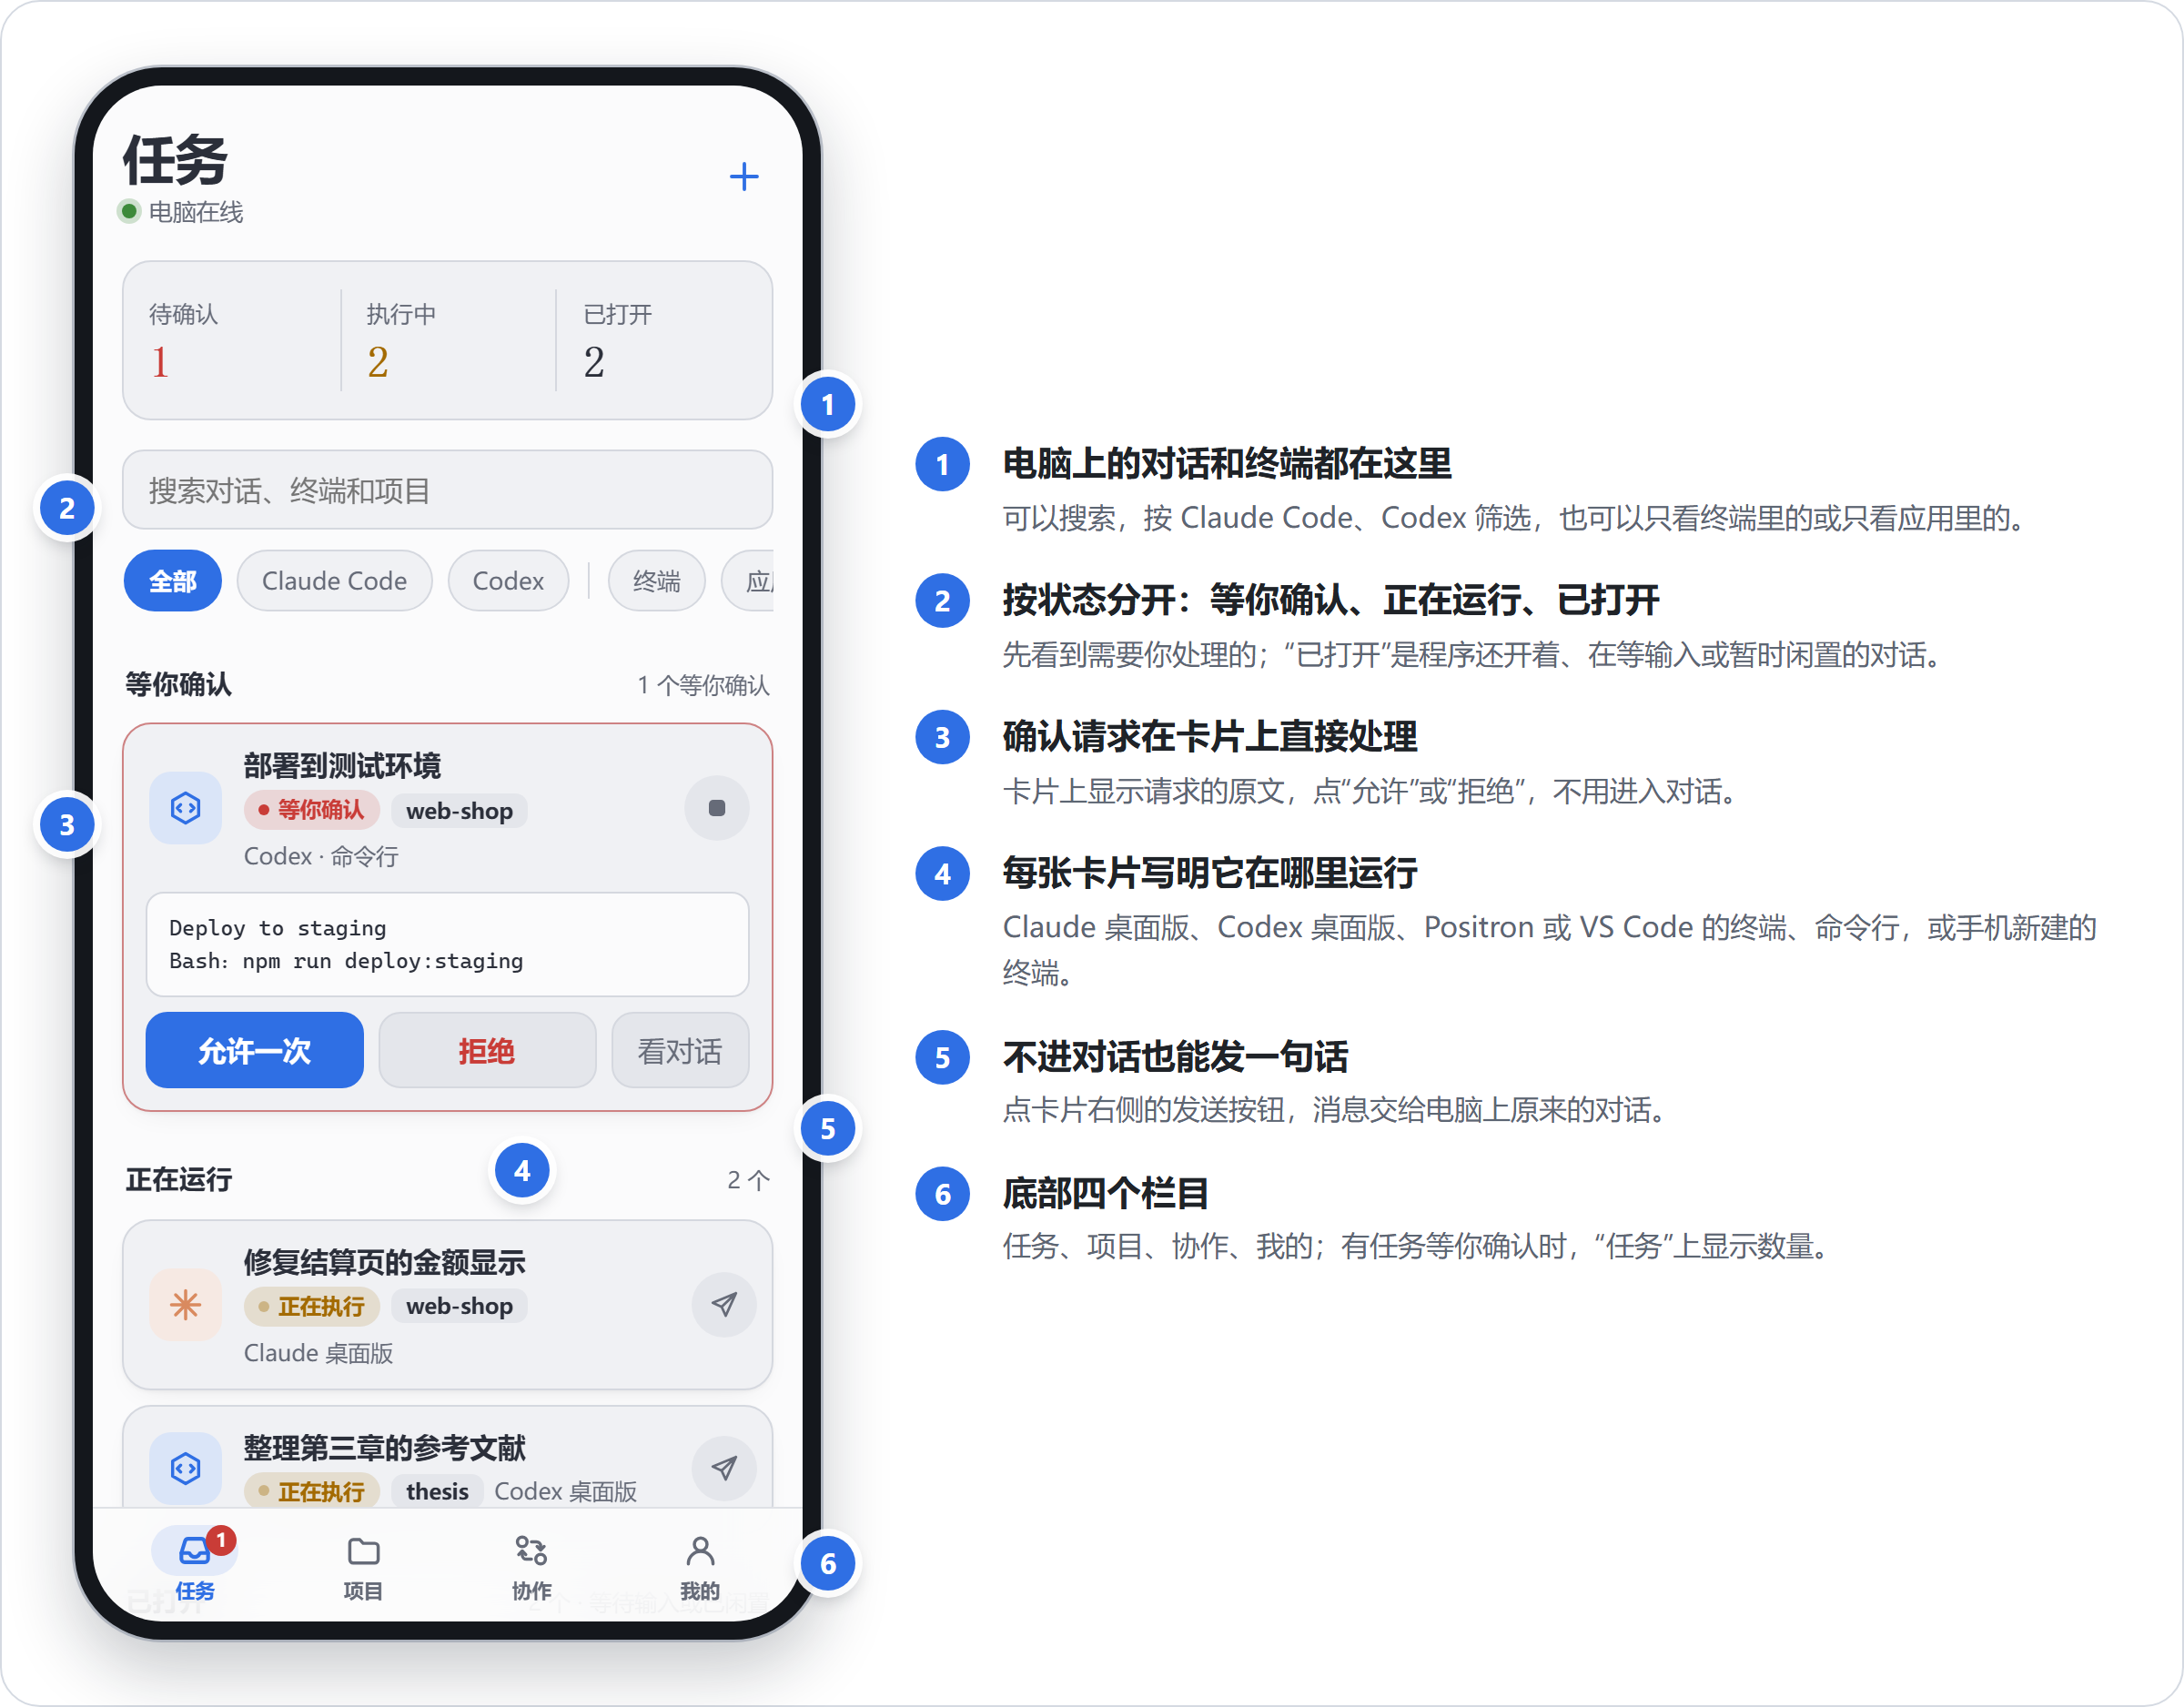 任务
电脑在线
待确认 执行中 已打开
1 2 2
1
搜索对话、终端和项目
2
全部 Claude Code Codex 终端
等你确认 1 个等你确认
部署到测试环境
等你确认 web-shop
3
Codex · 命令行
Deploy to staging
Bash: npm run deploy:staging
允许一次 拒绝 看对话
5
正在运行 4 2 个
修复结算页的金额显示
正在执行 web-shop
Claude 桌面版
整理第三章的参考文献
正在执行 thesis Codex 桌面版
1
6
任务 项目 协作 我的
1 电脑上的对话和终端都在这里
可以搜索，按 Claude Code、Codex 筛选，也可以只看终端里的或只看应用里的。
2 按状态分开：等你确认、正在运行、已打开
先看到需要你处理的；“已打开”是程序还开着、在等输入或暂时闲置的对话。
3 确认请求在卡片上直接处理
卡片上显示请求的原文，点“允许”或“拒绝”，不用进入对话。
4 每张卡片写明它在哪里运行
Claude 桌面版、Codex 桌面版、Positron 或 VS Code 的终端、命令行，或手机新建的
终端。
5 不进对话也能发一句话
点卡片右侧的发送按钮，消息交给电脑上原来的对话。
6 底部四个栏目
任务、项目、协作、我的；有任务等你确认时，“任务”上显示数量。